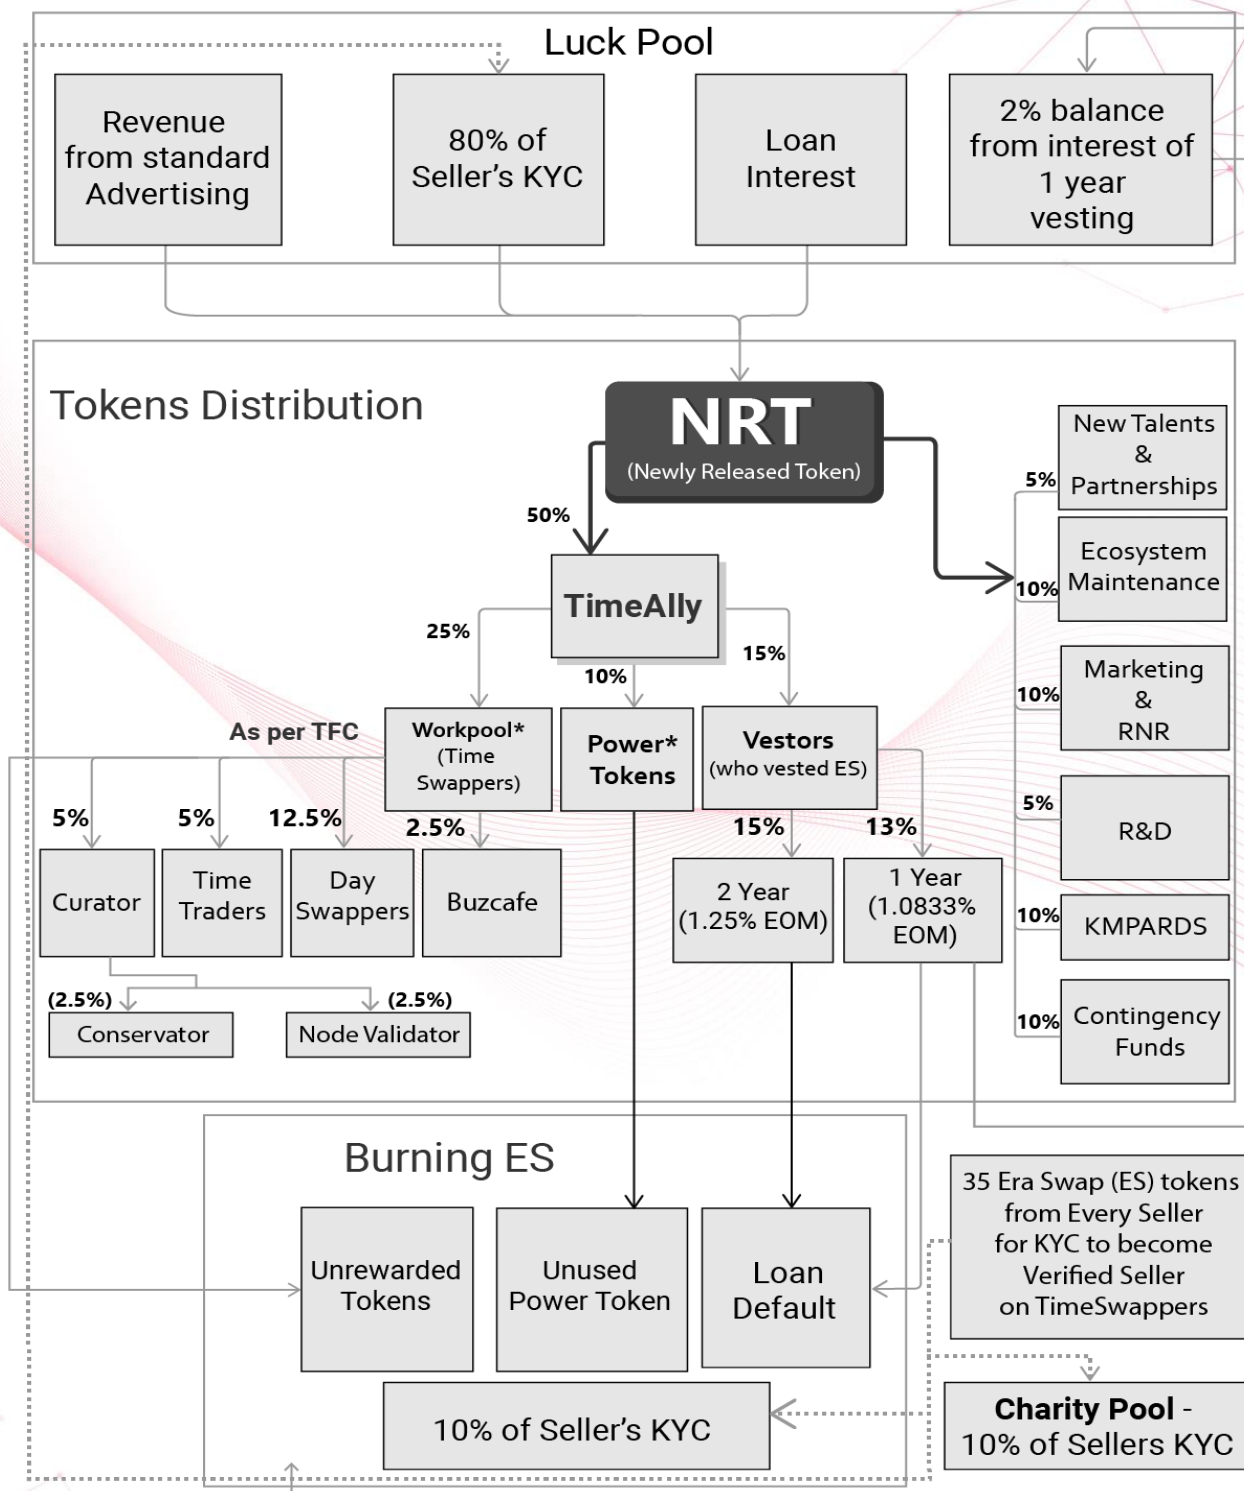 Luck Pool
Revenue
from standard
Advertising
80% of
Seller's KYC
Loan
Interest
2% balance
from interest of
1 year
vesting
Tokens Distribution
NRT
(Newly Released Token)
50%
TimeAlly
25%
10%
15%
As per TFC
Workpool*
(Time
Swappers)
Power*
Tokens
Vestors
(who vested ES)
5%
5%
12.5%
2.5%
15%
13%
Curator
Time
Traders
Day
Swappers
Buzcafe
2 Year
(1.25% EOM)
1 Year
(1.0833%
EOM)
(2.5%)
(2.5%)
Conservator
Node Validator
5%
New Talents
&
Partnerships
10%
Ecosystem
Maintenance
10%
Marketing
&
RNR
5%
R&D
10%
KMPARDS
10%
Contingency
Funds
Burning ES
Unrewarded
Tokens
Unused
Power Token
Loan
Default
10% of Seller's KYC
35 Era Swap (ES) tokens
from Every Seller
for KYC to become
Verified Seller
on TimeSwappers
Charity Pool -
10% of Sellers KYC